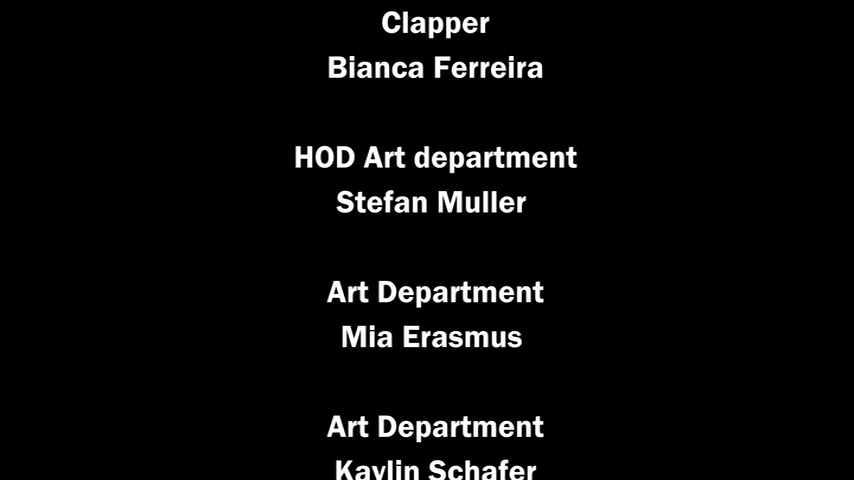 Clapper
Bianca Ferreira
HOD Art department
Stefan Muller
Art Department
Mia Erasmus
Art Department
Kaylin Schafer